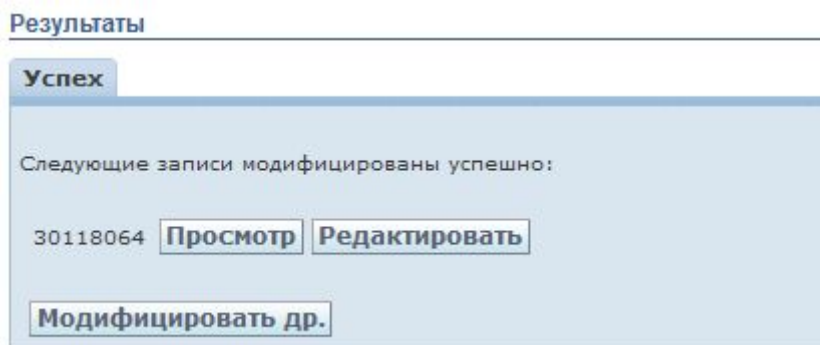 Результаты
Успех
Следующие записи модифицированы успешно:
30118064 Просмотр Редактировать
Модифицировать др.